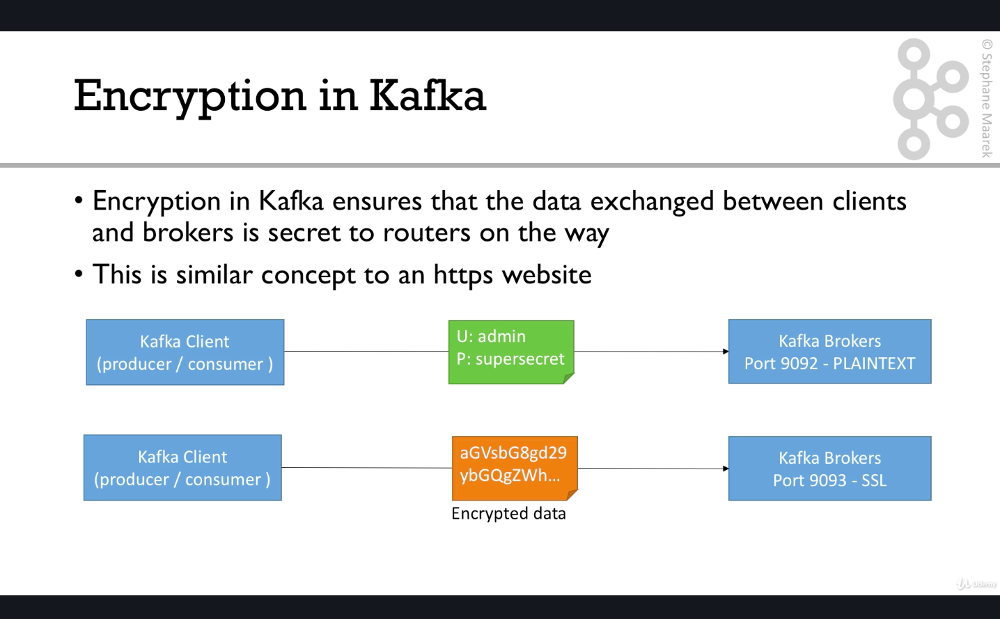 Encryption in Kafka
© Stephane Maarek
• Encryption in Kafka ensures that the data exchanged between clients
and brokers is secret to routers on the way
• This is similar concept to an https website
Kafka Client
(producer / consumer )
U: admin
P: supersecret
Kafka Brokers
Port 9092 - PLAINTEXT
Kafka Client
(producer / consumer )
aGVsbG8gd29
ybGQgZWh...
Encrypted data
Kafka Brokers
Port 9093 - SSL
Udemy